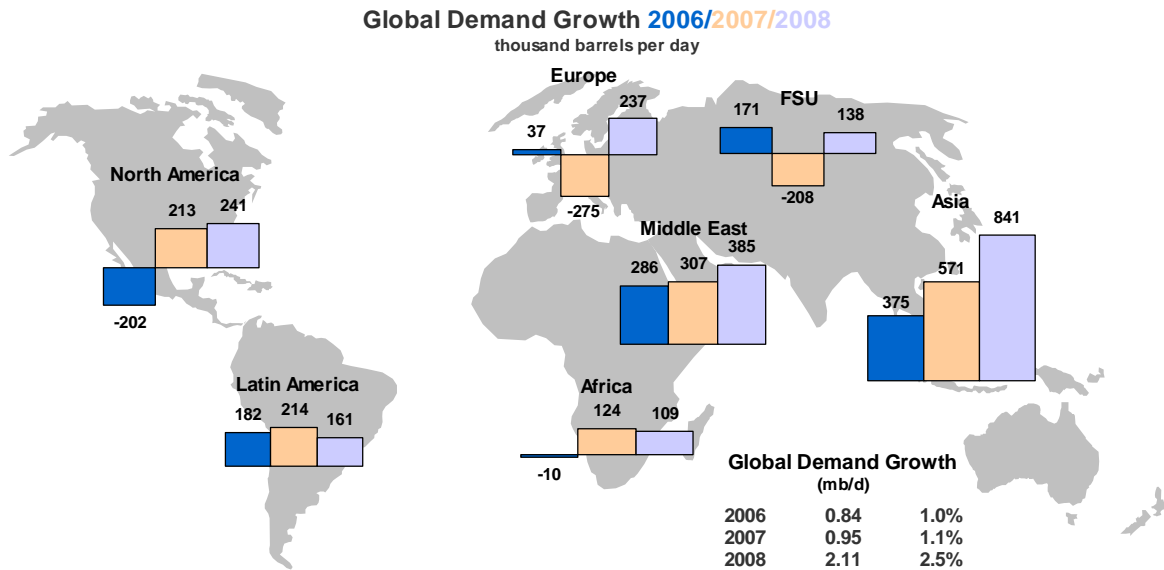 Global Demand Growth 2006/2007/2008
thousand barrels per day
Europe
37
-275
237
FSU
171
-208
138
North America
-202
213
241
Asia
375
571
841
Middle East
286
307
385
Latin America
182
214
161
Africa
-10
124
109
Global Demand Growth
(mb/d)
2006 0.84 1.0%
2007 0.95 1.1%
2008 2.11 2.5%